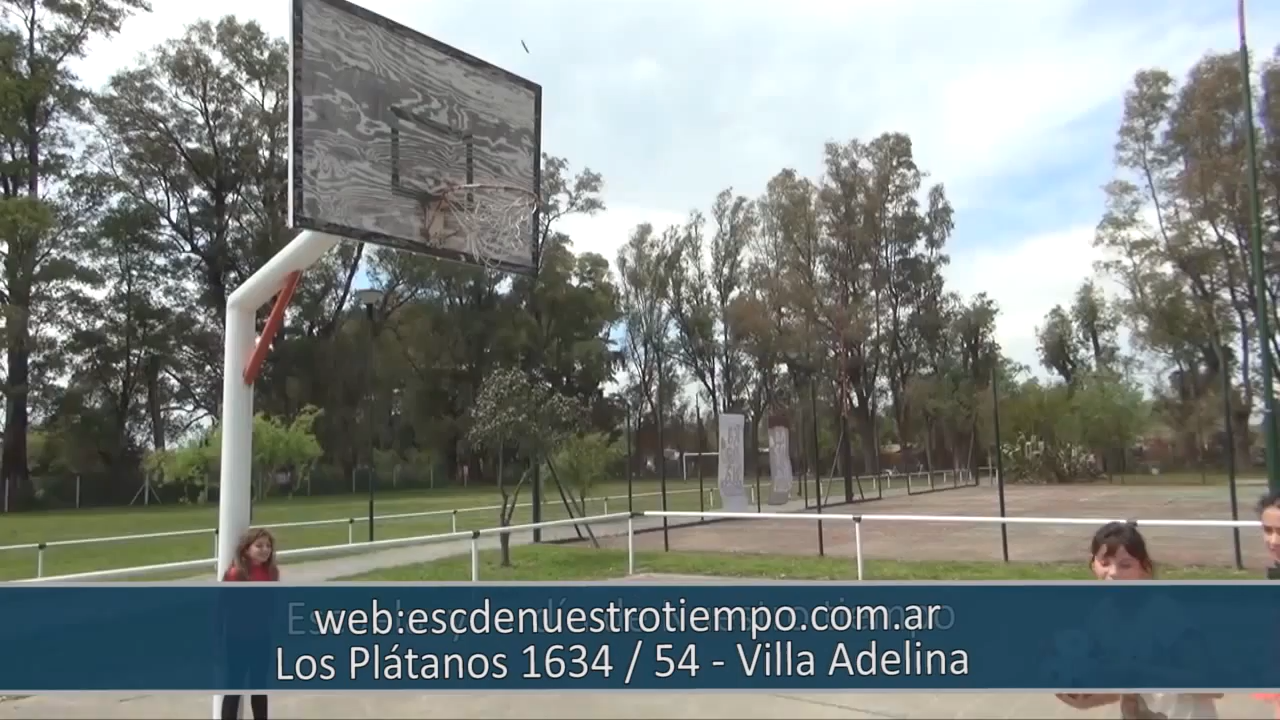 web:escdenuestrotiempo.com.ar
Los Plátanos 1634 / 54 - Villa Adelina